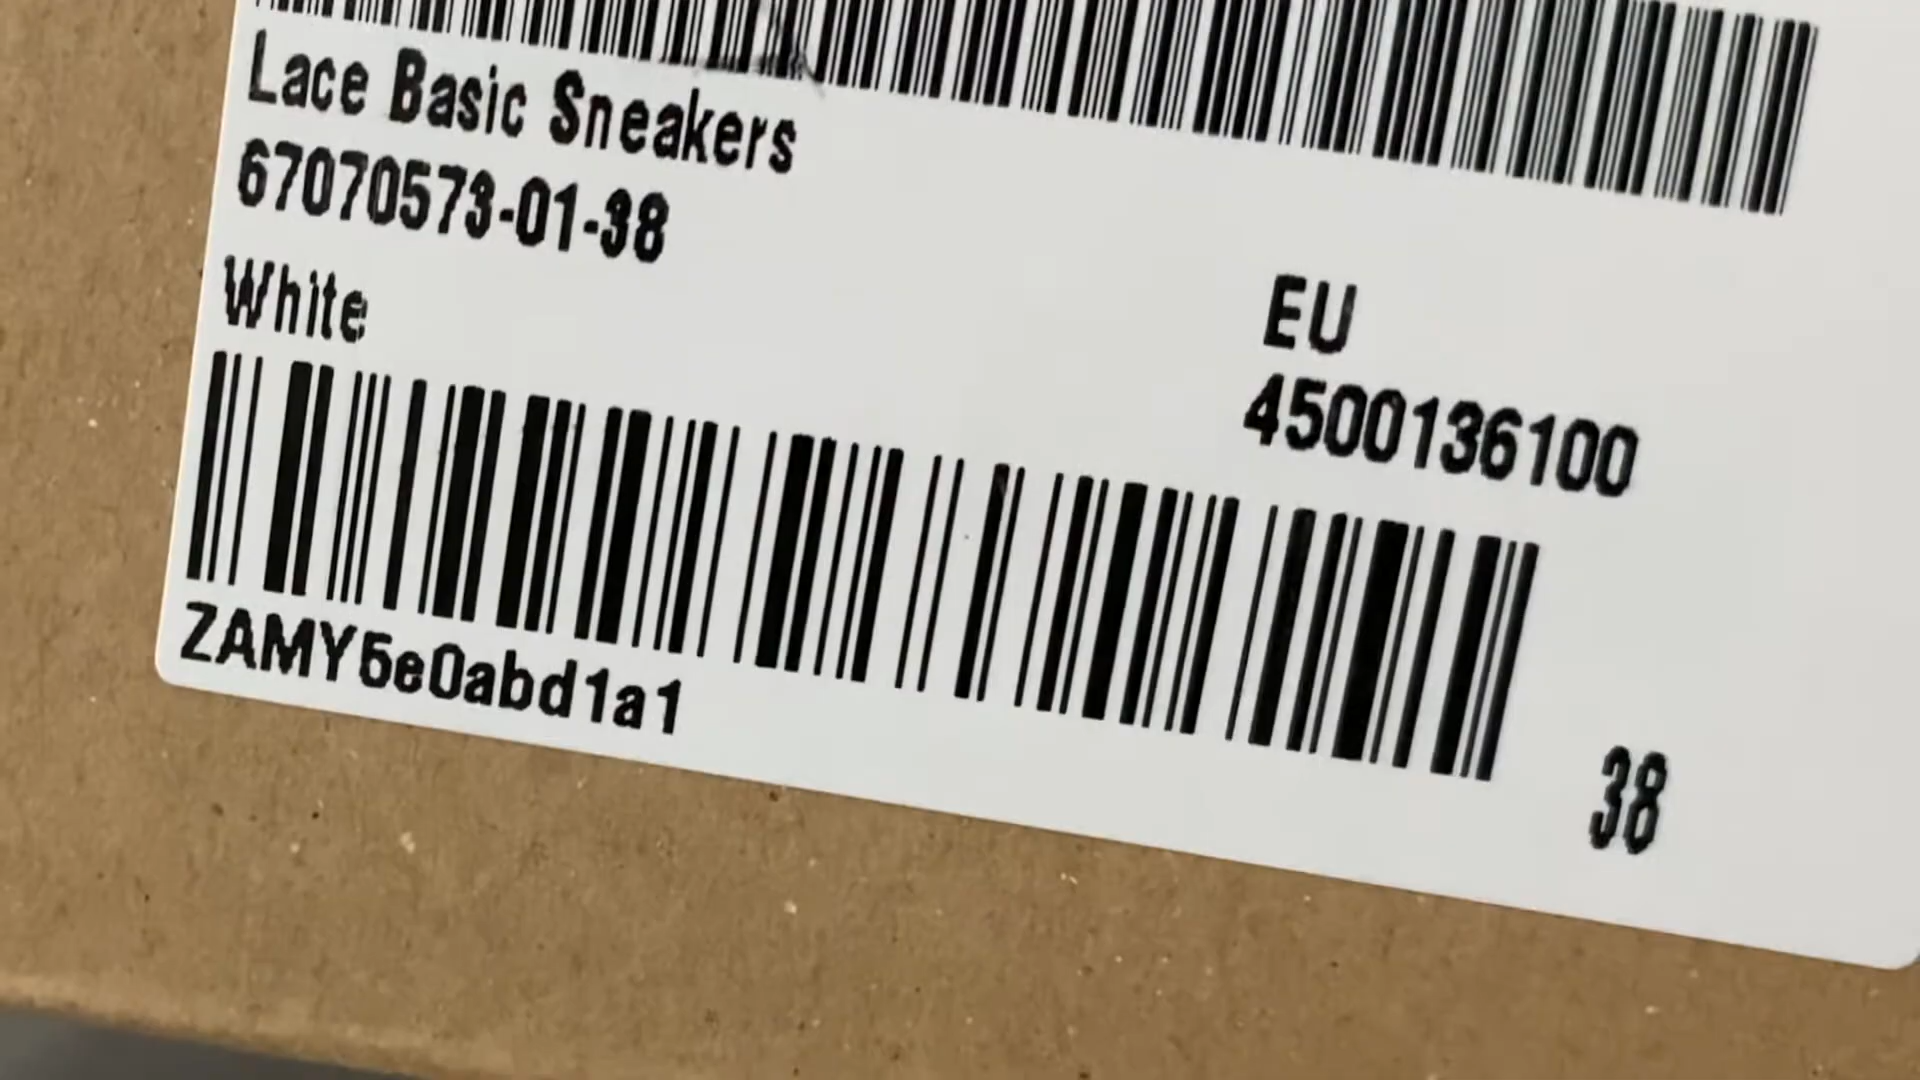 Lace Basic Sneakers
67070573-01-38
White
EU
4500136100
ZAMY5e0abd1a1
38